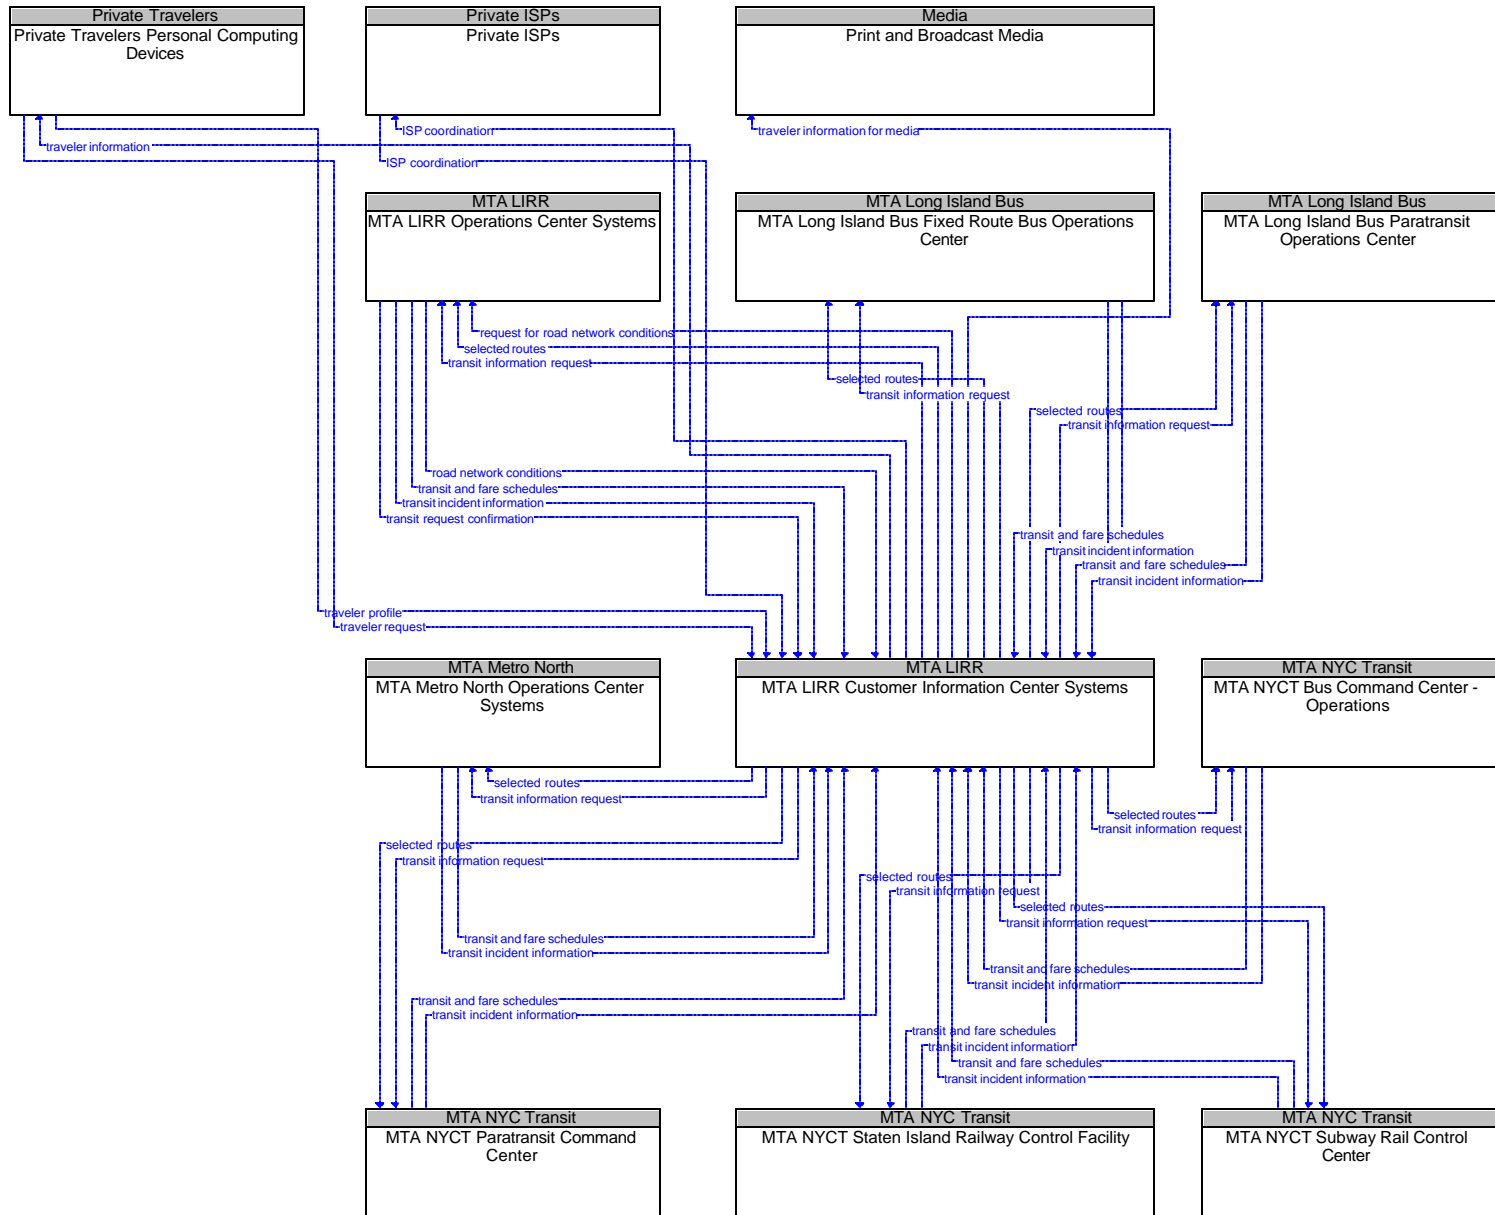 Private Travelers
Private Travelers Personal Computing
Devices
Private ISPs
Private ISPs
Media
Print and Broadcast Media
ISP coordination
traveler information for media
traveler information
ISP coordination
MTA LIRR
MTA LIRR Operations Center Systems
MTA Long Island Bus
MTA Long Island Bus Fixed Route Bus Operations
Center
MTA Long Island Bus
MTA Long Island Bus Paratransit
Operations Center
request for road network conditions
selected routes
transit information request
selected routes
transit information request
selected routes
transit information request
road network conditions
transit and fare schedules
transit incident information
transit request confirmation
transit and fare schedules
transit incident information
transit and fare schedules
transit incident information
traveler profile
traveler request
MTA Metro North
MTA Metro North Operations Center
Systems
MTA LIRR
MTA LIRR Customer Information Center Systems
MTA NYC Transit
MTA NYCT Bus Command Center -
Operations
selected routes
transit information request
selected routes
transit information request
selected routes
transit information request
selected routes
transit information request
selected routes
transit information request
transit and fare schedules
transit incident information
transit and fare schedules
transit incident information
transit and fare schedules
transit incident information
transit and fare schedules
transit incident information
transit and fare schedules
transit incident information
MTA NYC Transit
MTA NYCT Paratransit Command
Center
MTA NYC Transit
MTA NYCT Staten Island Railway Control Facility
MTA NYC Transit
MTA NYCT Subway Rail Control
Center